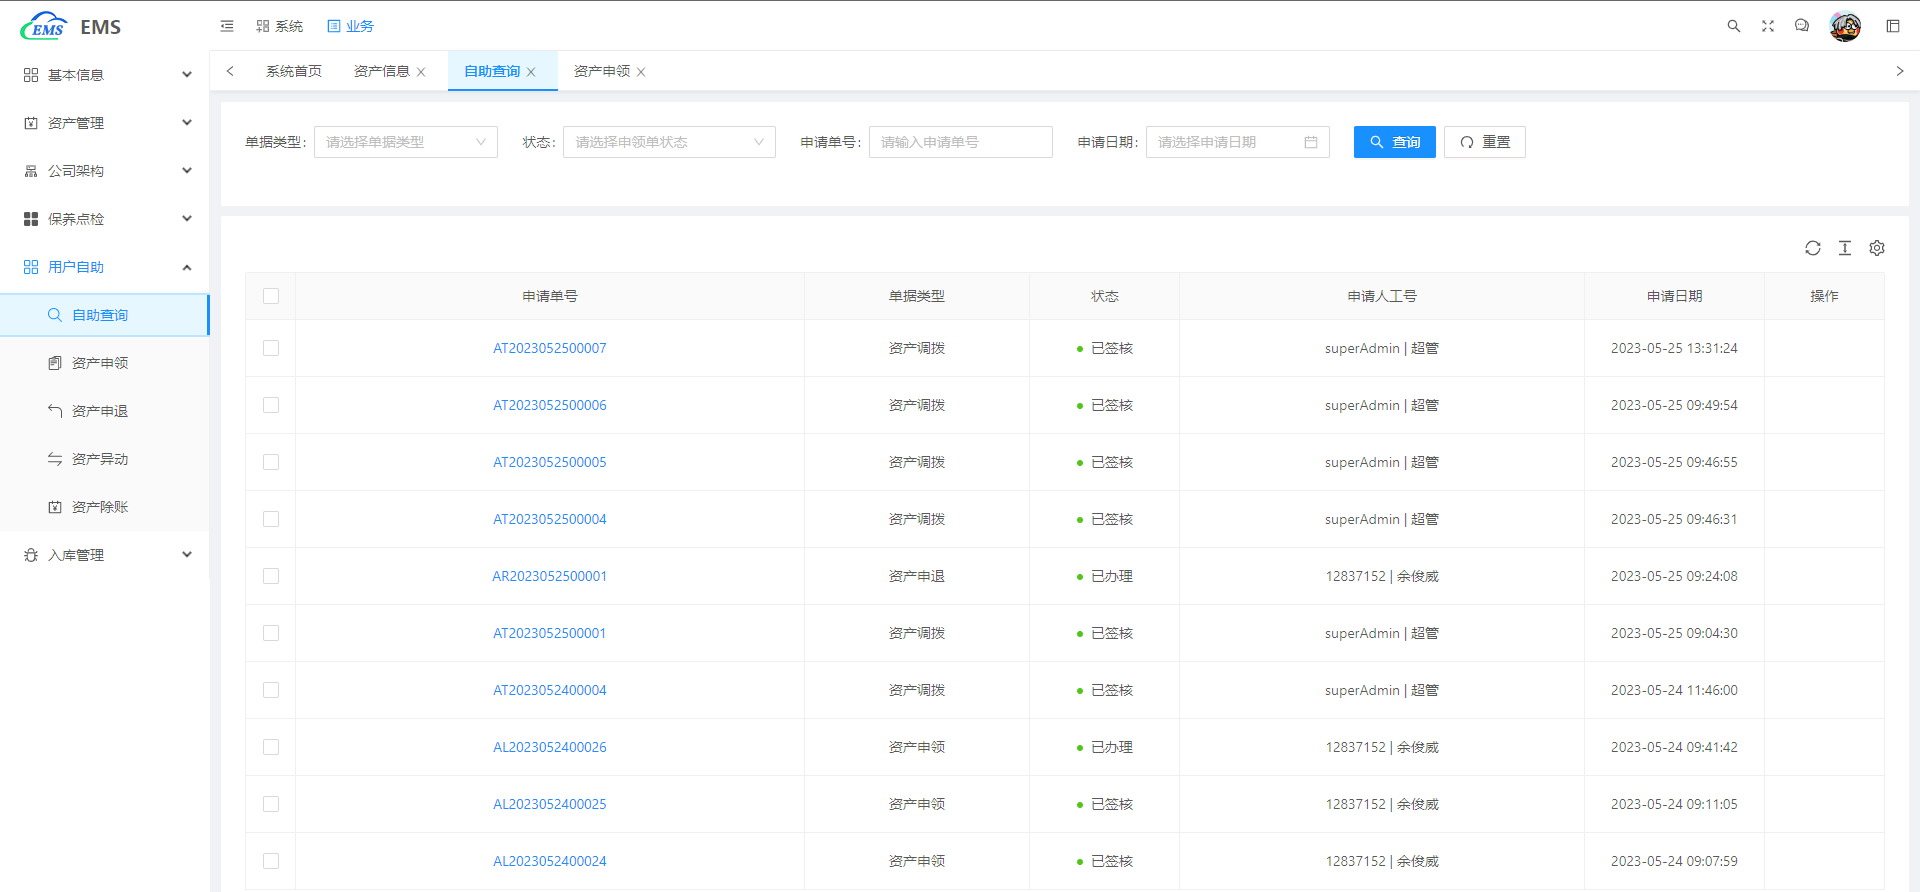 EMS
EMS
系统
业务
基本信息
资产管理
公司架构
保养点检
用户自助
自助查询
资产申领
资产申退
资产异动
资产除账
入库管理
系统首页
资产信息
自助查询
资产申领
单据类型: 请选择单据类型 状态: 请选择申领单状态 申请单号: 请输入申请单号 申请日期: 请选择申请日期 查询 重置
申请单号 单据类型 状态 申请人工号 申请日期 操作
AT2023052500007 资产调拨 已签核 superAdmin | 超管 2023-05-25 13:31:24
AT2023052500006 资产调拨 已签核 superAdmin | 超管 2023-05-25 09:49:54
AT2023052500005 资产调拨 已签核 superAdmin | 超管 2023-05-25 09:46:55
AT2023052500004 资产调拨 已签核 superAdmin | 超管 2023-05-25 09:46:31
AR2023052500001 资产申退 已办理 12837152 | 余俊威 2023-05-25 09:24:08
AT2023052500001 资产调拨 已签核 superAdmin | 超管 2023-05-25 09:04:30
AT2023052400004 资产调拨 已签核 superAdmin | 超管 2023-05-24 11:46:00
AL2023052400026 资产申领 已办理 12837152 | 余俊威 2023-05-24 09:41:42
AL2023052400025 资产申领 已签核 12837152 | 余俊威 2023-05-24 09:11:05
AL2023052400024 资产申领 已签核 12837152 | 余俊威 2023-05-24 09:07:59